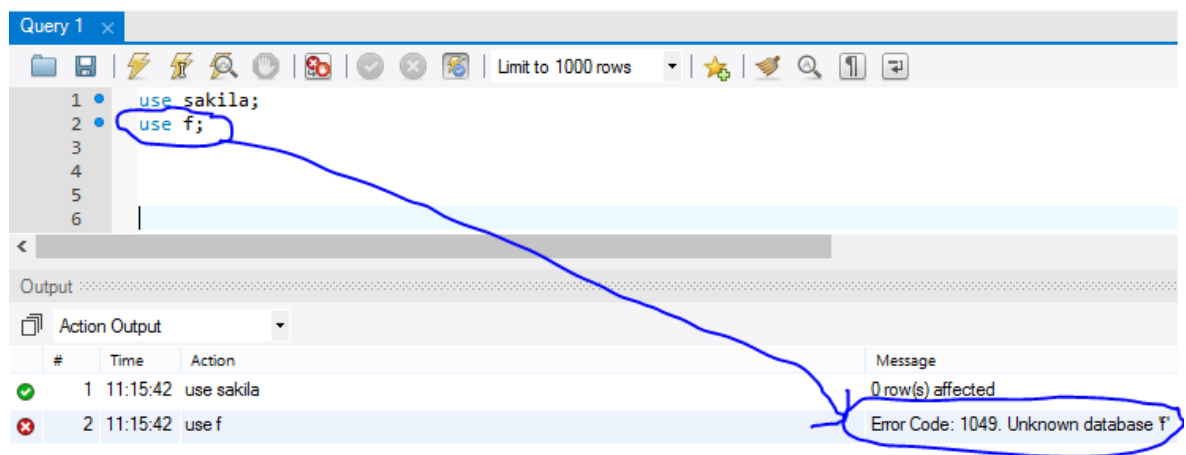 Query 1
Limit to 1000 rows
1 use sakila;
2 use f;
3
4
5
6
Output
Action Output
# Time Action Message
1 11:15:42 use sakila 0 row(s) affected
2 11:15:42 use f Error Code: 1049. Unknown database 'f'